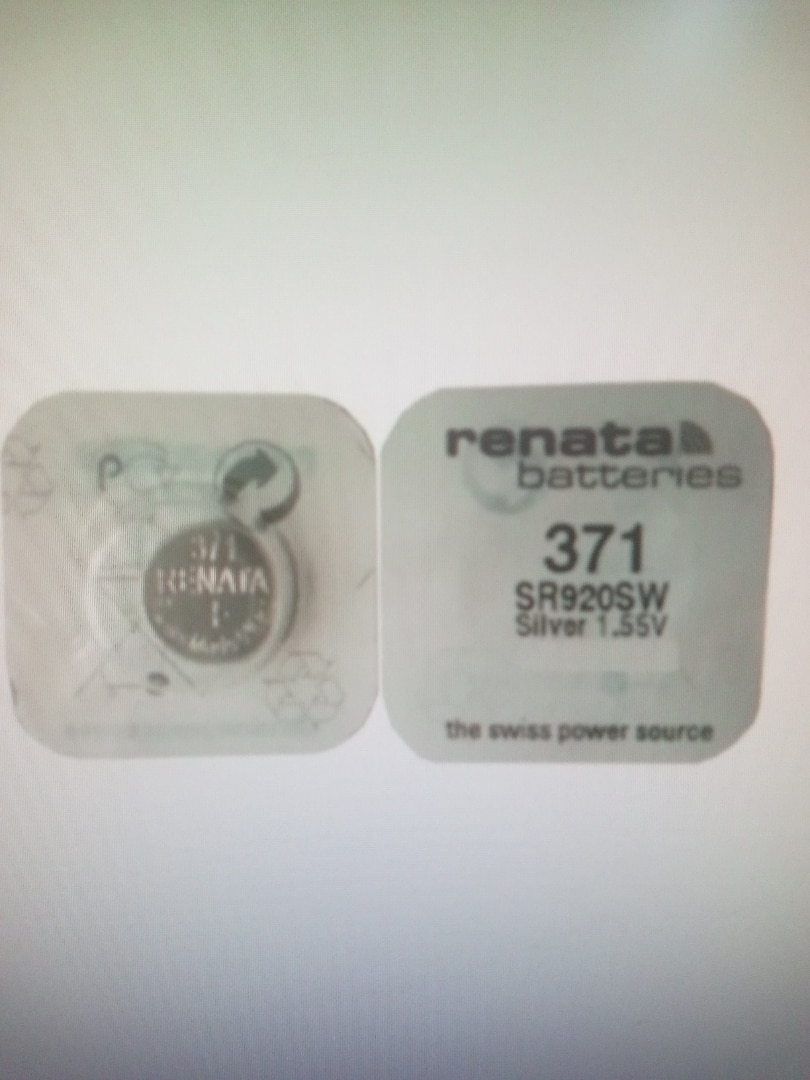 371
RENATA
renata
batteries
371
SR920SW
Silver 1.55V
the swiss power source